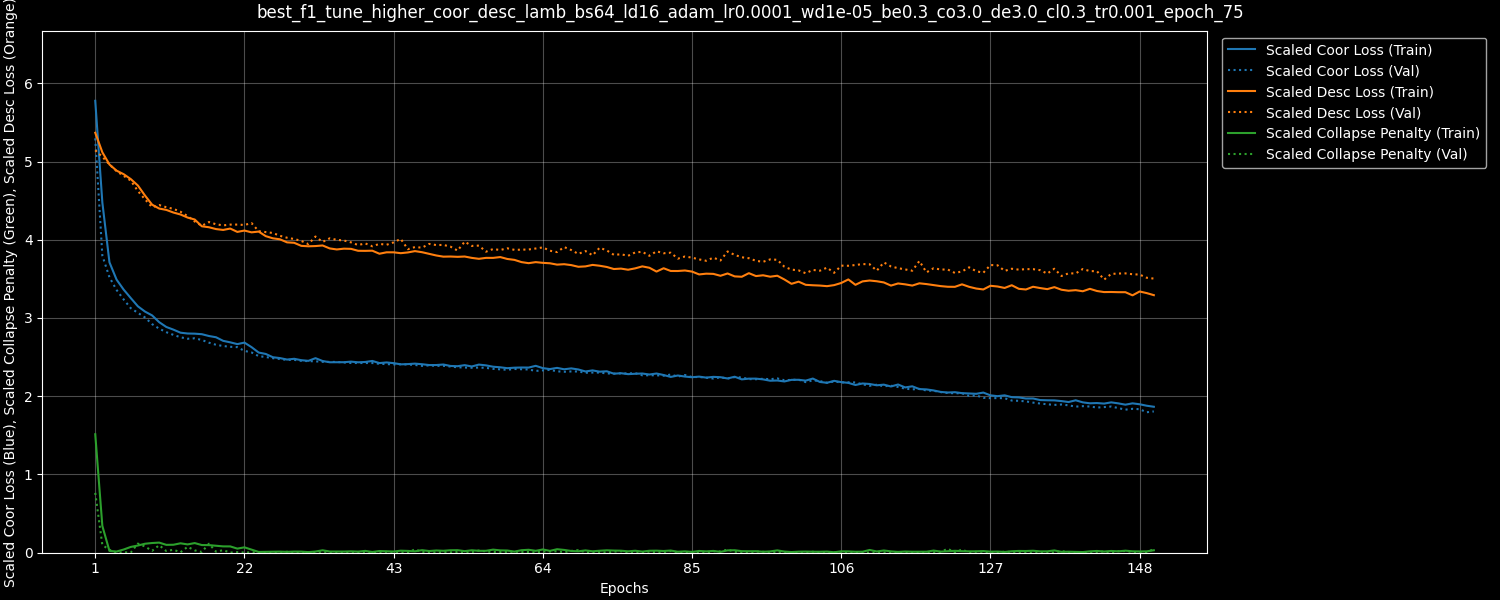 best_f1_tune_higher_coor_desc_lamb_bs64_ld16_adam_lr0.0001_wd1e-05_be0.3_co3.0_de3.0_cl0.3_tr0.001_epoch_75
Scaled Coor Loss (Blue), Scaled Collapse Penalty (Green), Scaled Desc Loss (Orange)
6
5
4
3
2
1
0
1
22
43
64
85
106
127
148
Epochs
Scaled Coor Loss (Train)
Scaled Coor Loss (Val)
Scaled Desc Loss (Train)
Scaled Desc Loss (Val)
Scaled Collapse Penalty (Train)
Scaled Collapse Penalty (Val)